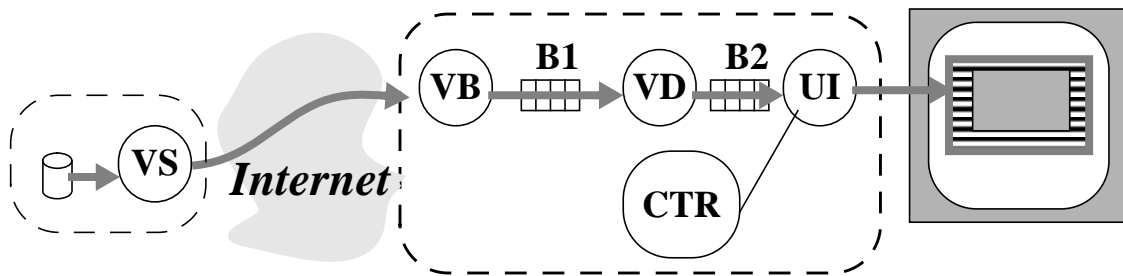 VS
Internet
VB
B1
VD
B2
UI
CTR